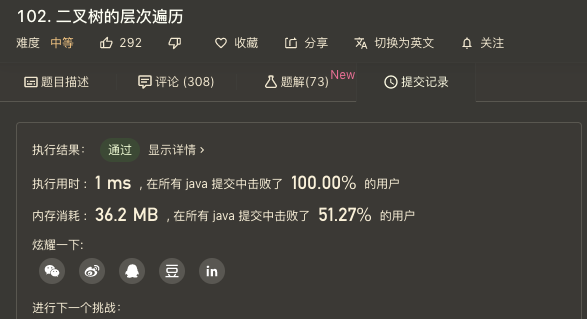 102. 二叉树的层次遍历
难度 中等 292 收藏 分享 切换为英文 关注
题目描述 评论 (308) 题解(73) New 提交记录
执行结果： 通过 显示详情 ›
执行用时 : 1 ms , 在所有 java 提交中击败了 100.00% 的用户
内存消耗 : 36.2 MB , 在所有 java 提交中击败了 51.27% 的用户
炫耀一下:
豆 in
进行下一个挑战：